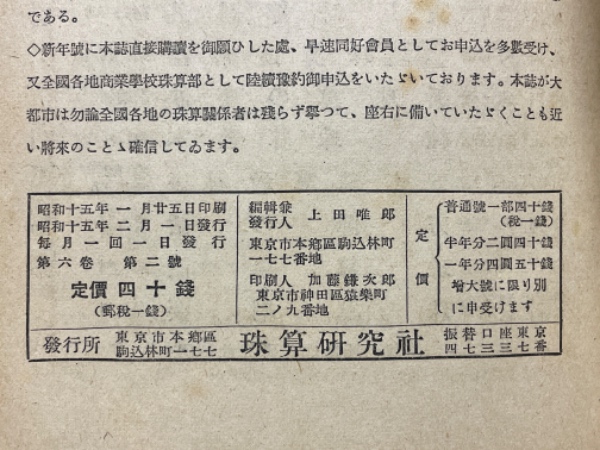 である。
◇新年號に本誌直接購讀を御願ひした處、早速同好會員としてお申込を多數受け、
又全國各地商業學校珠算部として陸續豫約御申込をいたゞいております。本誌が大
都市は勿論全國各地の珠算關係者は殘らず擧つて、座右に備いていたゞくことも近
い將來のことゝ確信してゐます。
昭和十五年一月廿五日印刷
昭和十五年二月一日發行
每月一回一日發行
第六卷 第二號
定價四十錢
(郵稅一錢)
編輯兼
發行人 上田唯郎
東京市本鄕區駒込林町
一七七番地
印刷人 加藤鎌次郎
東京市神田區猿樂町
二ノ九番地
定價
普通號一部四十錢
(稅一錢)
半年分二圓四十錢
一年分四圓五十錢
增大號に限り別
に申受けます
發行所 東京市本鄕區
駒込林町一七七
珠算研究社
振替口座東京
四七三三七番